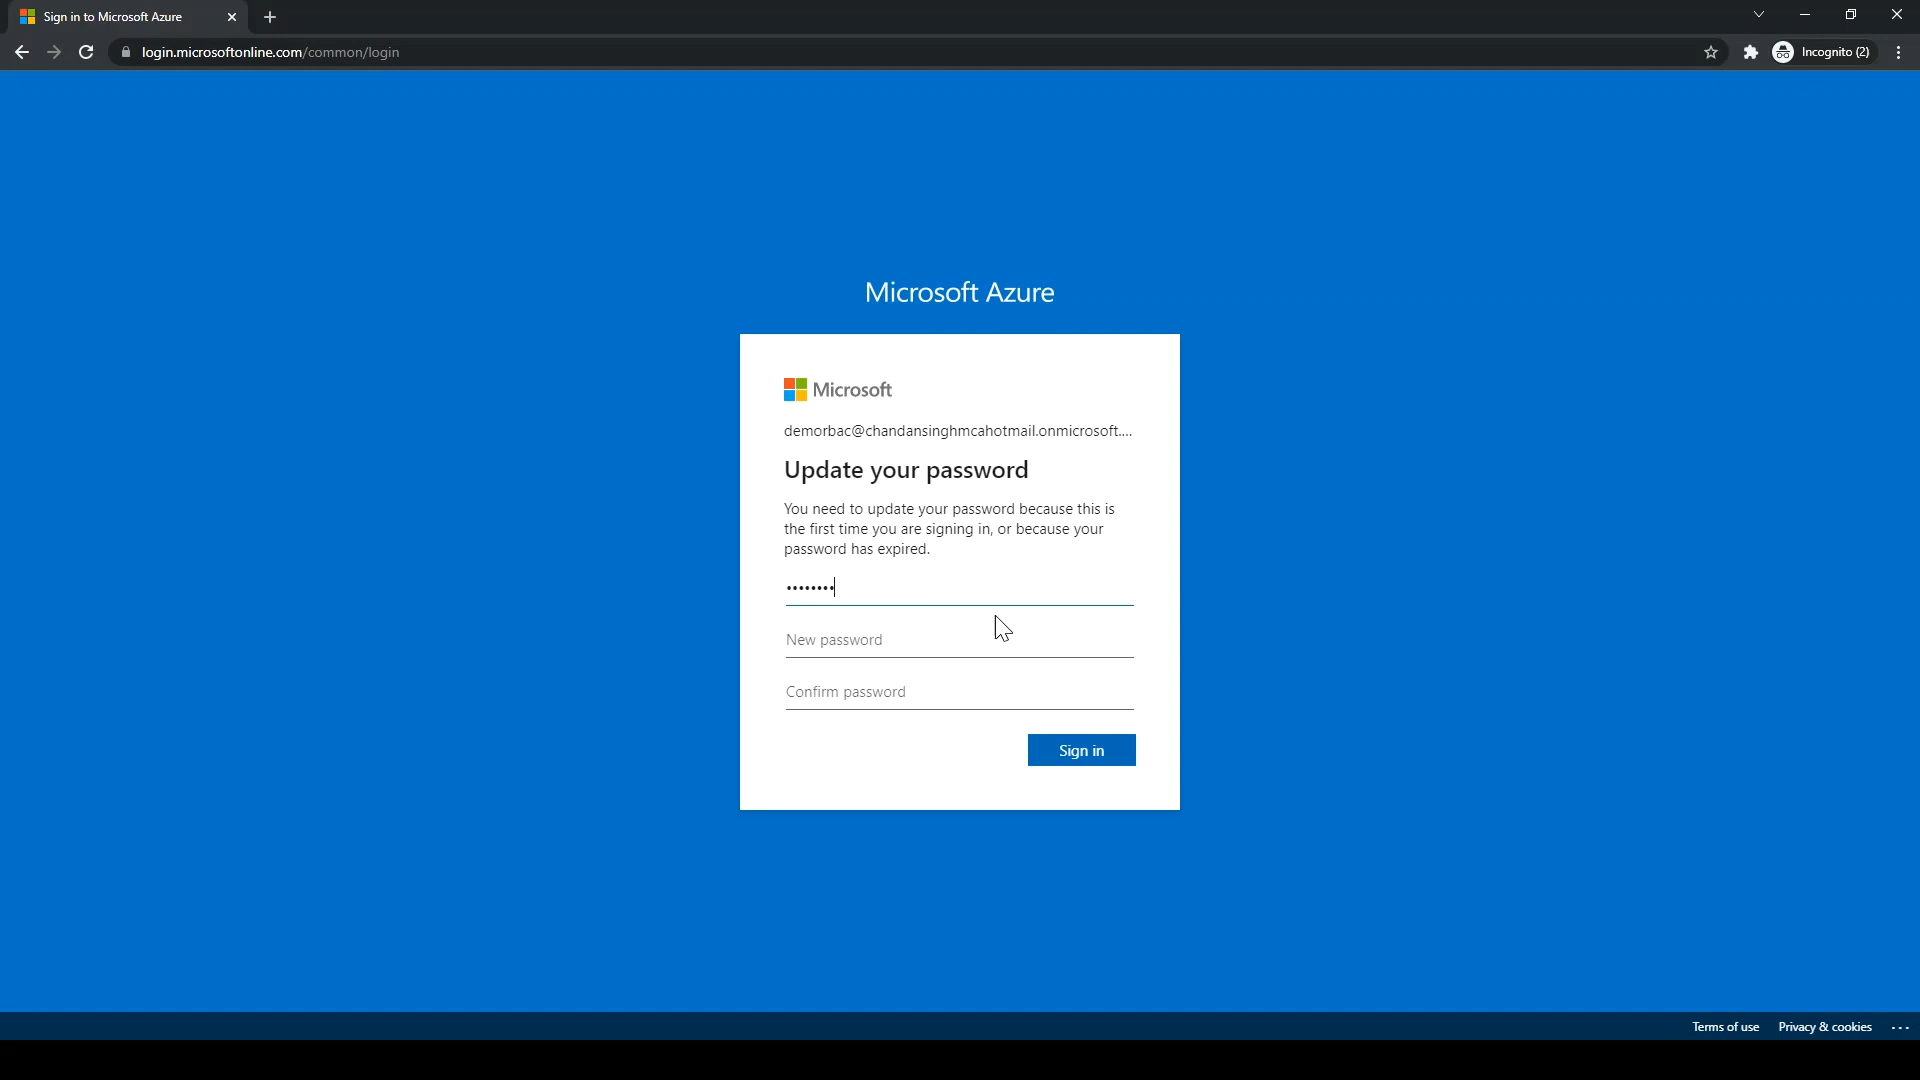 Sign in to Microsoft Azure
login.microsoftonline.com/common/login
Incognito (2)
Microsoft Azure
Microsoft
demorbac@chandansinghmcahotmail.onmicrosoft....
Update your password
You need to update your password because this is
the first time you are signing in, or because your
password has expired.
••••••••
New password
Confirm password
Sign in
Terms of use
Privacy & cookies
...